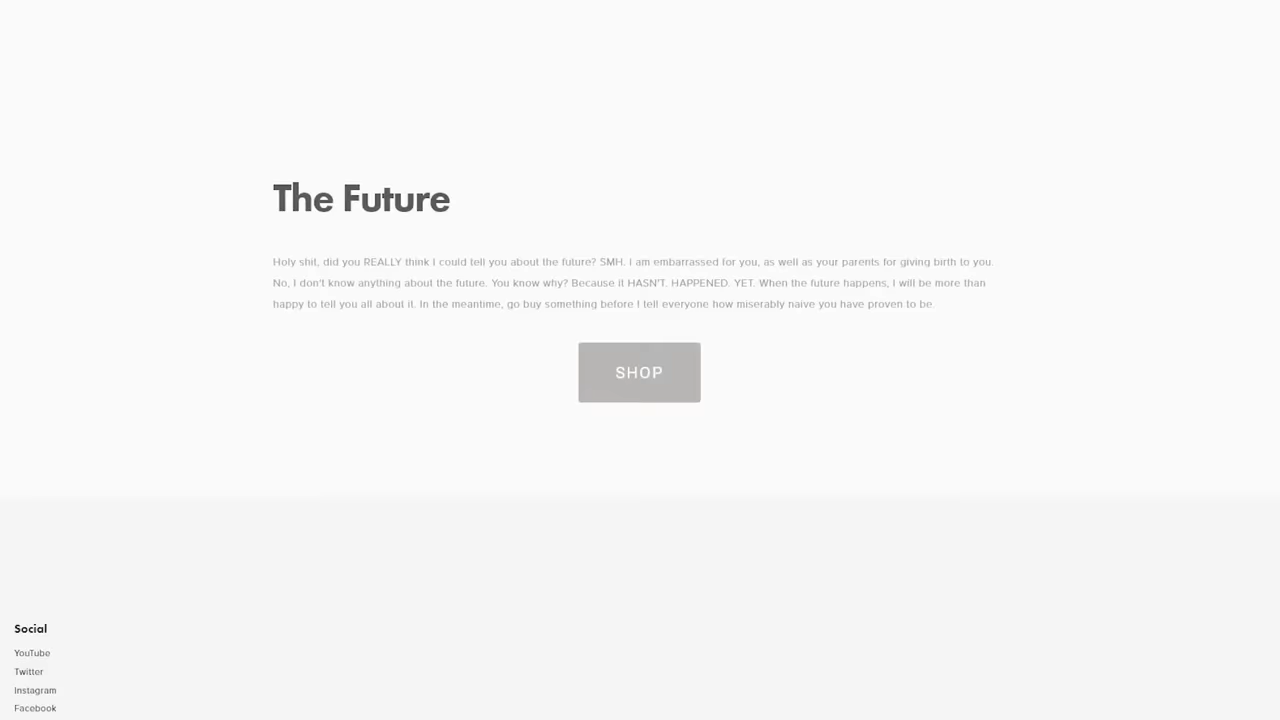 The Future
Holy shit, did you REALLY think I could tell you about the future? SMH. I am embarrassed for you, as well as your parents for giving birth to you.
No, I don't know anything about the future. You know why? Because it HASN'T. HAPPENED. YET. When the future happens, I will be more than
happy to tell you all about it. In the meantime, go buy something before I tell everyone how miserably naive you have proven to be.
SHOP
Social
YouTube
Twitter
Instagram
Facebook